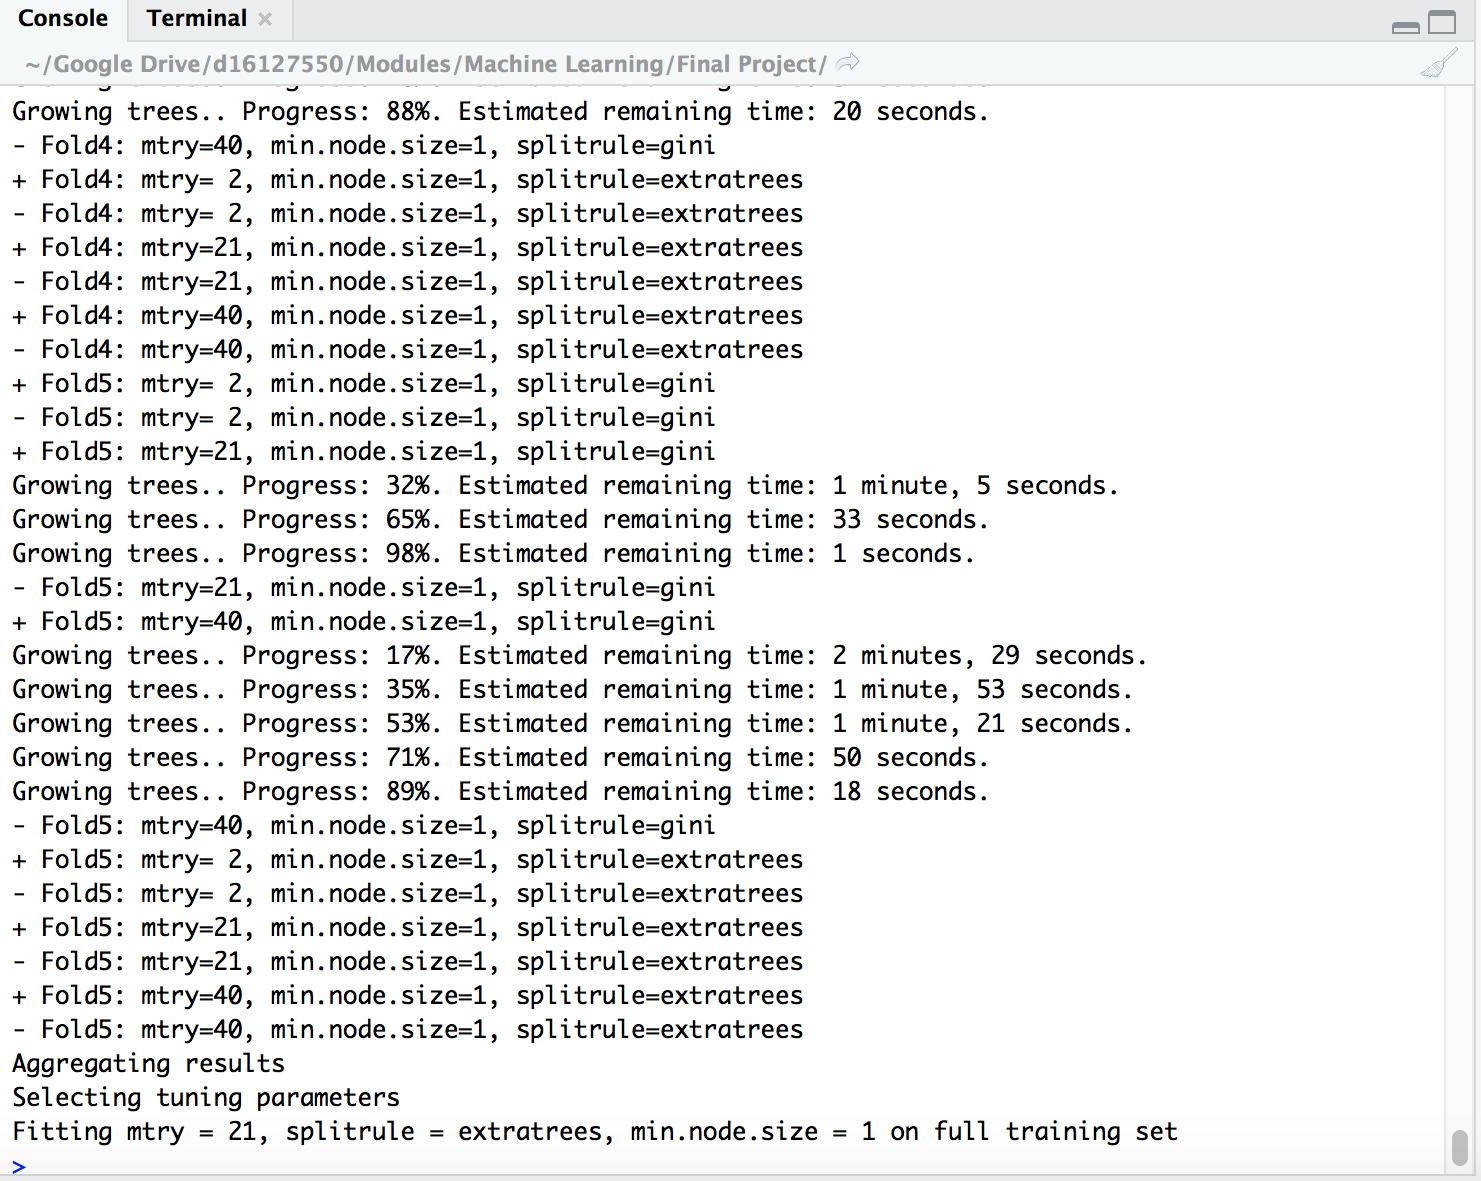 Console
Terminal
~/Google Drive/d16127550/Modules/Machine Learning/Final Project/
Growing trees.. Progress: 88%. Estimated remaining time: 20 seconds.
- Fold4: mtry=40, min.node.size=1, splitrule=gini
+ Fold4: mtry= 2, min.node.size=1, splitrule=extratrees
- Fold4: mtry= 2, min.node.size=1, splitrule=extratrees
+ Fold4: mtry=21, min.node.size=1, splitrule=extratrees
- Fold4: mtry=21, min.node.size=1, splitrule=extratrees
+ Fold4: mtry=40, min.node.size=1, splitrule=extratrees
- Fold4: mtry=40, min.node.size=1, splitrule=extratrees
+ Fold5: mtry= 2, min.node.size=1, splitrule=gini
- Fold5: mtry= 2, min.node.size=1, splitrule=gini
+ Fold5: mtry=21, min.node.size=1, splitrule=gini
Growing trees.. Progress: 32%. Estimated remaining time: 1 minute, 5 seconds.
Growing trees.. Progress: 65%. Estimated remaining time: 33 seconds.
Growing trees.. Progress: 98%. Estimated remaining time: 1 seconds.
- Fold5: mtry=21, min.node.size=1, splitrule=gini
+ Fold5: mtry=40, min.node.size=1, splitrule=gini
Growing trees.. Progress: 17%. Estimated remaining time: 2 minutes, 29 seconds.
Growing trees.. Progress: 35%. Estimated remaining time: 1 minute, 53 seconds.
Growing trees.. Progress: 53%. Estimated remaining time: 1 minute, 21 seconds.
Growing trees.. Progress: 71%. Estimated remaining time: 50 seconds.
Growing trees.. Progress: 89%. Estimated remaining time: 18 seconds.
- Fold5: mtry=40, min.node.size=1, splitrule=gini
+ Fold5: mtry= 2, min.node.size=1, splitrule=extratrees
- Fold5: mtry= 2, min.node.size=1, splitrule=extratrees
+ Fold5: mtry=21, min.node.size=1, splitrule=extratrees
- Fold5: mtry=21, min.node.size=1, splitrule=extratrees
+ Fold5: mtry=40, min.node.size=1, splitrule=extratrees
- Fold5: mtry=40, min.node.size=1, splitrule=extratrees
Aggregating results
Selecting tuning parameters
Fitting mtry = 21, splitrule = extratrees, min.node.size = 1 on full training set
>